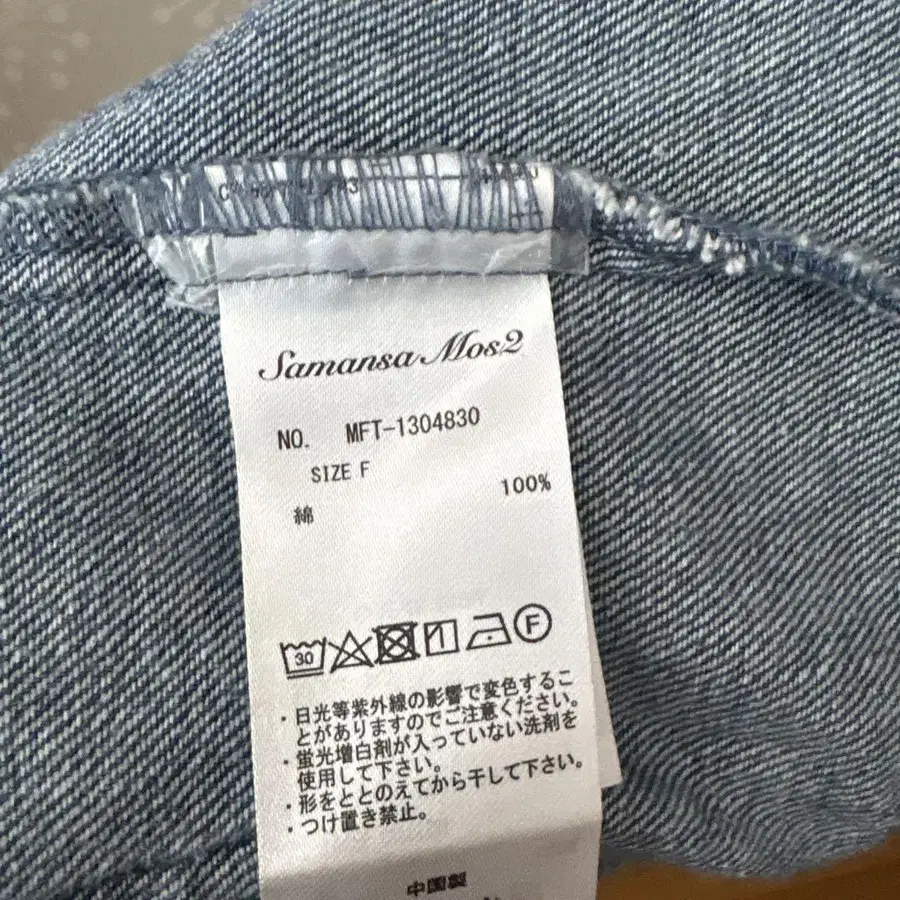 Samansa Mos2
NO. MFT-1304830
SIZE F
綿 100%
30 F
・日光等紫外線の影響で変色するこ
とがありますのでご注意ください。
・蛍光増白剤が入っていない洗剤を
使用して下さい。
・形をととのえてから干して下さい。
・つけ置き禁止。
中国製